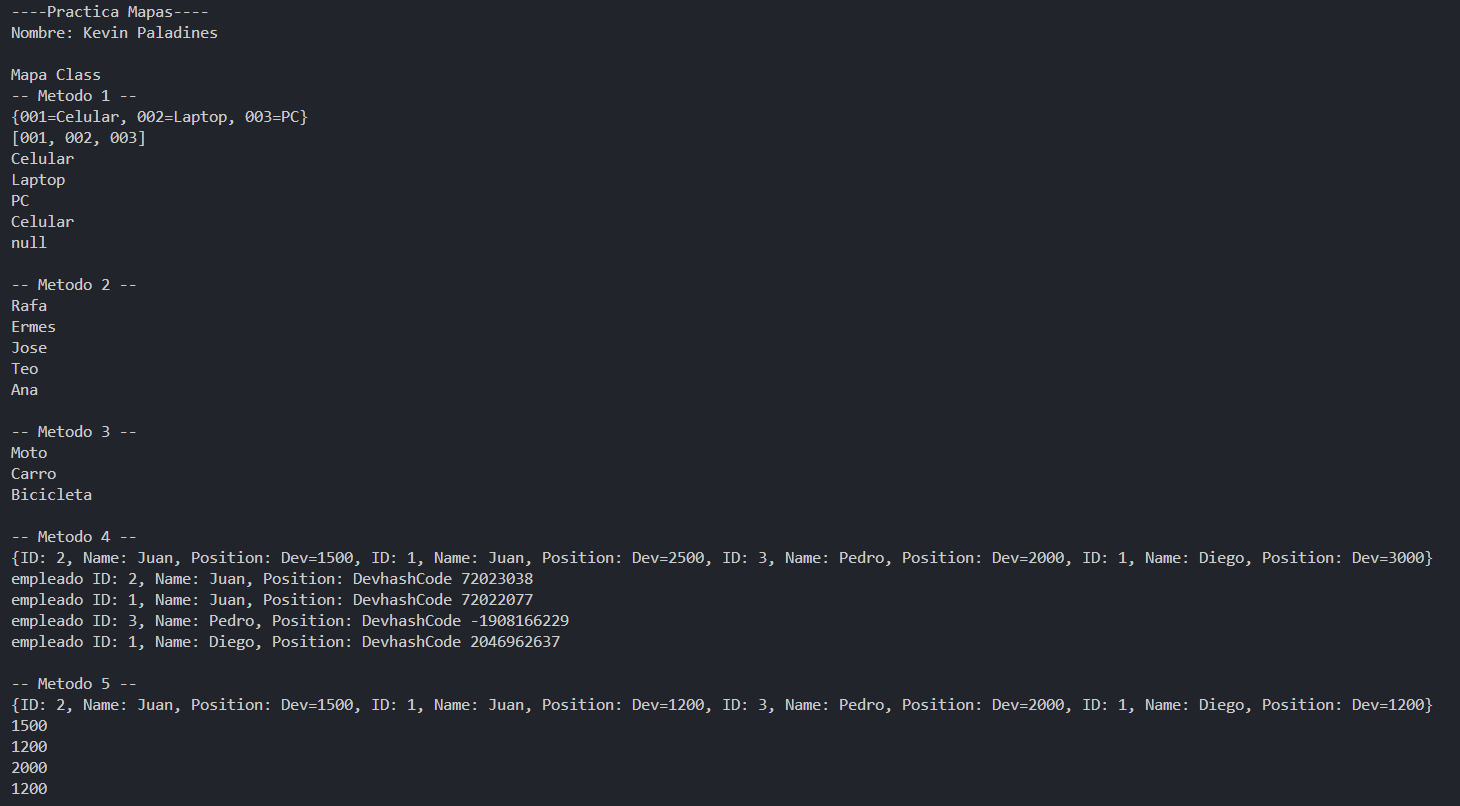 ----Practica Mapas----
Nombre: Kevin Paladines
Mapa Class
-- Metodo 1 --
{001=Celular, 002=Laptop, 003=PC}
[001, 002, 003]
Celular
Laptop
PC
Celular
null
-- Metodo 2 --
Rafa
Ermes
Jose
Teo
Ana
-- Metodo 3 --
Moto
Carro
Bicicleta
-- Metodo 4 --
{ID: 2, Name: Juan, Position: Dev=1500, ID: 1, Name: Juan, Position: Dev=2500, ID: 3, Name: Pedro, Position: Dev=2000, ID: 1, Name: Diego, Position: Dev=3000}
empleado ID: 2, Name: Juan, Position: DevhashCode 72023038
empleado ID: 1, Name: Juan, Position: DevhashCode 72022077
empleado ID: 3, Name: Pedro, Position: DevhashCode -1908166229
empleado ID: 1, Name: Diego, Position: DevhashCode 2046962637
-- Metodo 5 --
{ID: 2, Name: Juan, Position: Dev=1500, ID: 1, Name: Juan, Position: Dev=1200, ID: 3, Name: Pedro, Position: Dev=2000, ID: 1, Name: Diego, Position: Dev=1200}
1500
1200
2000
1200